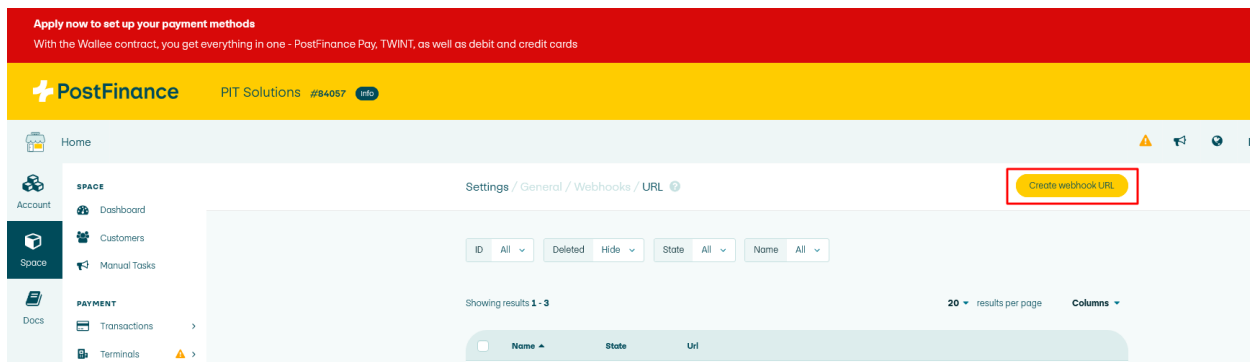 Apply now to set up your payment methods
With the Wallee contract, you get everything in one - PostFinance Pay, TWINT, as well as debit and credit cards
PostFinance
PIT Solutions #84057 Info
Home
Account
Space
Docs
SPACE
Dashboard
Customers
Manual Tasks
PAYMENT
Transactions
Terminals
Settings / General / Webhooks / URL
Create webhook URL
ID All Deleted Hide State All Name All
Showing results 1 - 3
20 results per page Columns
Name State Url